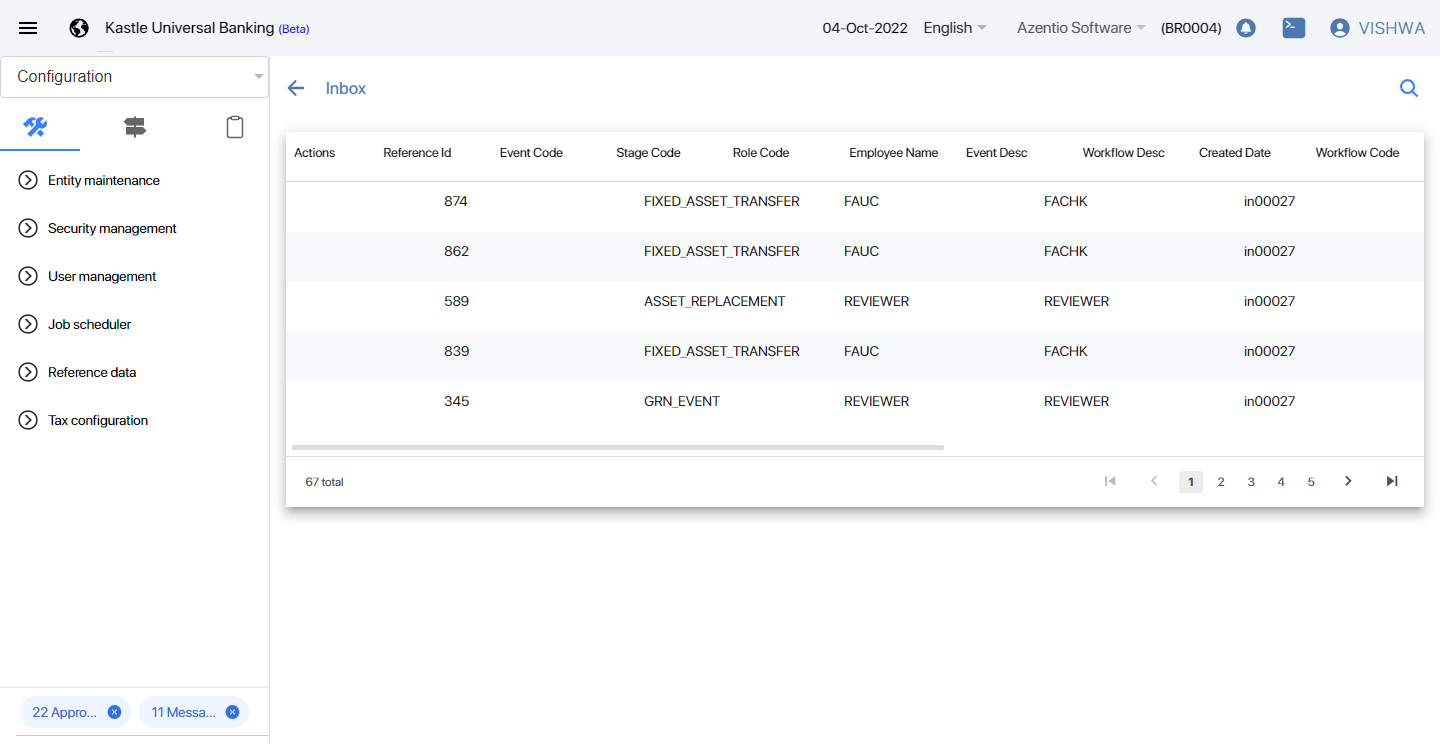 Kastle Universal Banking (Beta) 04-Oct-2022 English Azentio Software (BR0004) VISHWA
Configuration
Inbox
Entity maintenance
Security management
User management
Job scheduler
Reference data
Tax configuration
22 Appro... 11 Messa...
Actions Reference Id Event Code Stage Code Role Code Employee Name Event Desc Workflow Desc Created Date Workflow Code
874 FIXED_ASSET_TRANSFER FAUC FACHK in00027
862 FIXED_ASSET_TRANSFER FAUC FACHK in00027
589 ASSET_REPLACEMENT REVIEWER REVIEWER in00027
839 FIXED_ASSET_TRANSFER FAUC FACHK in00027
345 GRN_EVENT REVIEWER REVIEWER in00027
67 total 1 2 3 4 5